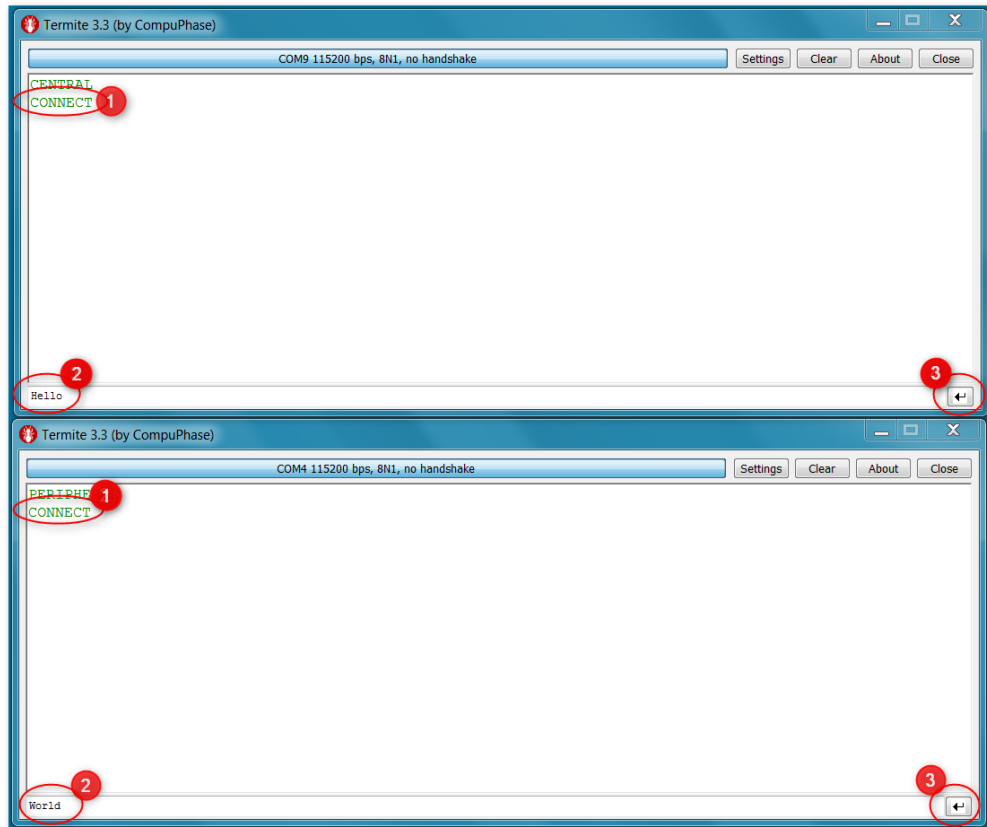 Termite 3.3 (by CompuPhase)
COM9 115200 bps, 8N1, no handshake Settings Clear About Close
CENTRAL
CONNECT 1
2
3
Hello
Termite 3.3 (by CompuPhase)
COM4 115200 bps, 8N1, no handshake Settings Clear About Close
PERIPHE 1
CONNECT
2
3
World